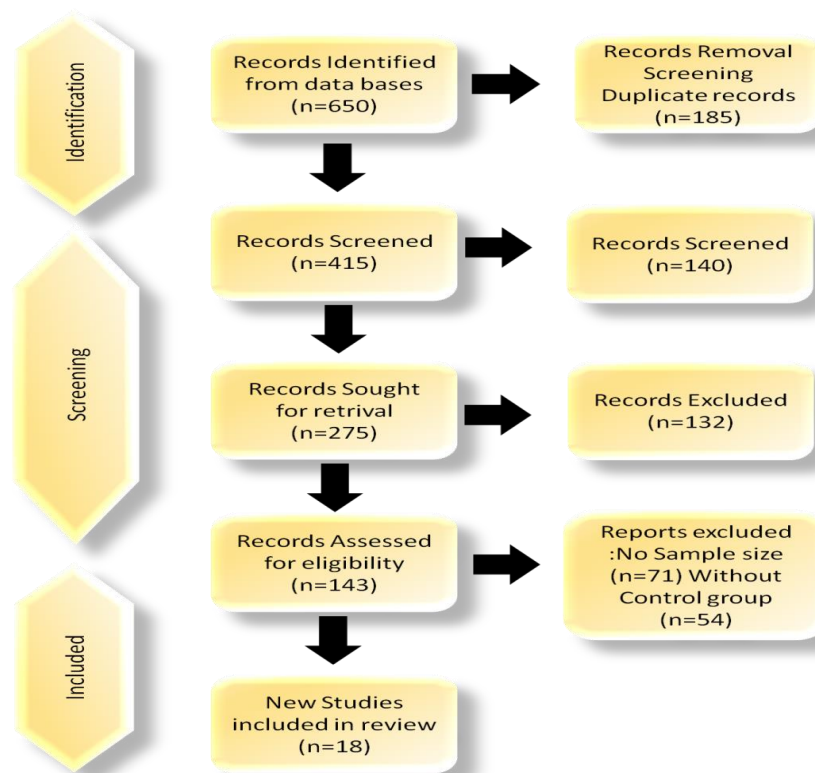 Identification
Records Identified
from data bases
(n=650)
Records Removal
Screening
Duplicate records
(n=185)
Screening
Records Screened
(n=415)
Records Screened
(n=140)
Records Sought
for retrival
(n=275)
Records Excluded
(n=132)
Records Assessed
for eligibility
(n=143)
Reports excluded
:No Sample size
(n=71) Without
Control group
(n=54)
Included
New Studies
included in review
(n=18)